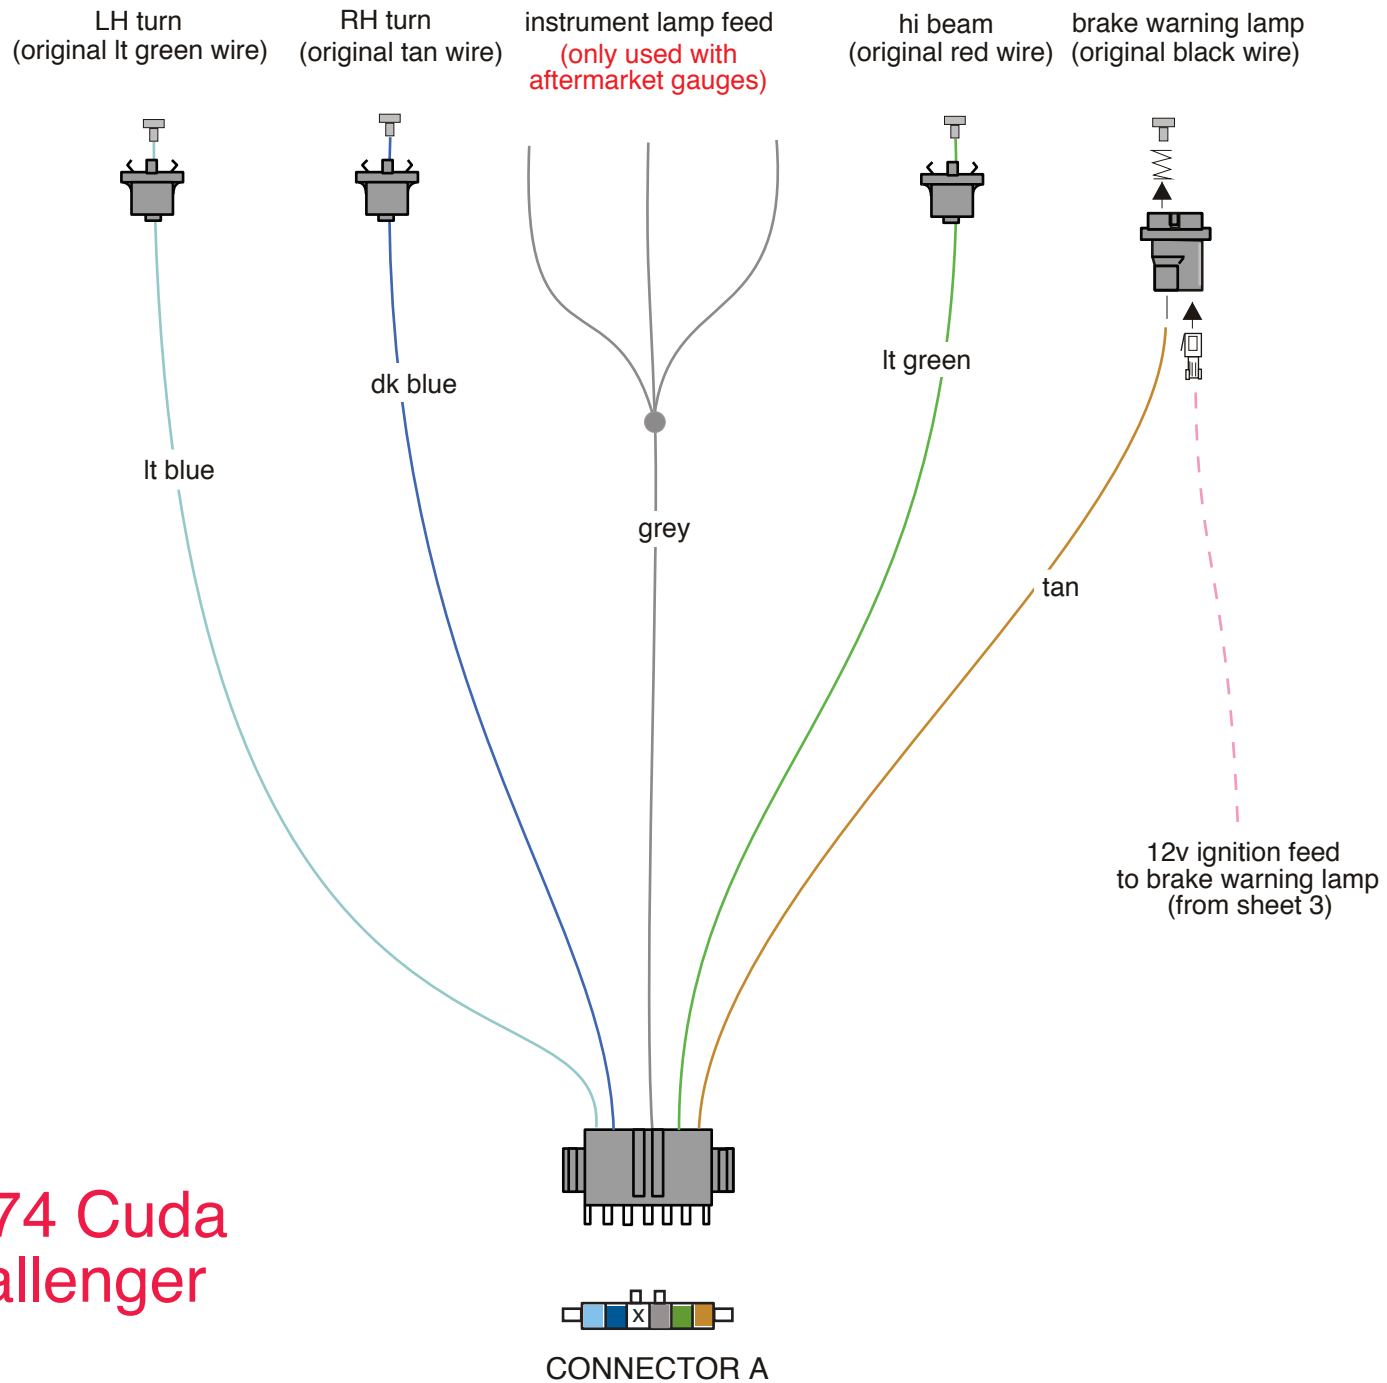 LH turn
(original lt green wire)
RH turn
(original tan wire)
instrument lamp feed
(only used with
aftermarket gauges)
hi beam
(original red wire)
brake warning lamp
(original black wire)
lt green
dk blue
lt blue
grey
tan
12v ignition feed
to brake warning lamp
(from sheet 3)
74 Cuda
allenger
X
CONNECTOR A